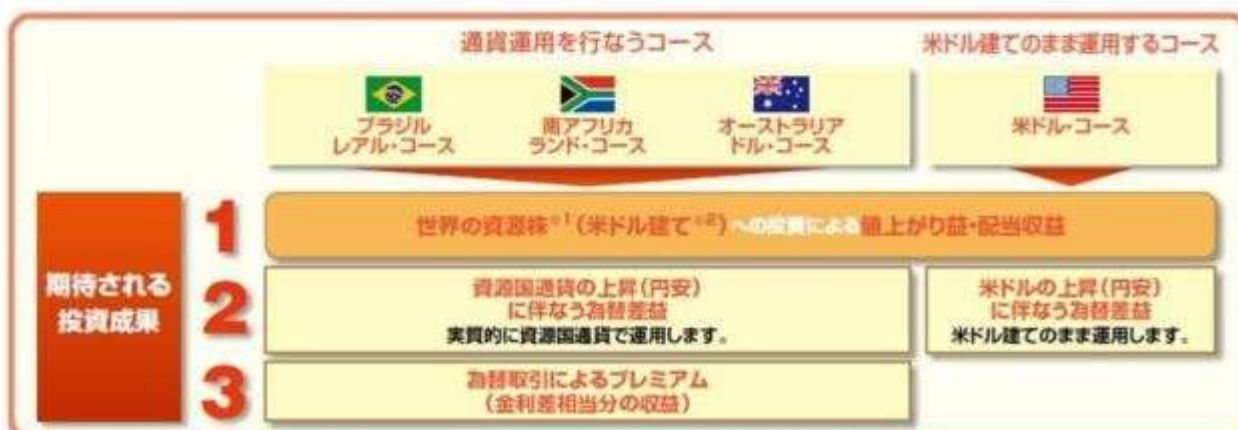 通貨運用を行なうコース
米ドル建てのまま運用するコース
ブラジル
レアル・コース
南アフリカ
ランド・コース
オーストラリア
ドル・コース
米ドル・コース
期待される
投資成果
1
世界の資源株※1(米ドル建て※2)への投資による値上がり益・配当収益
2
資源国通貨の上昇(円安)
に伴なう為替差益
実質的に資源国通貨で運用します。
米ドルの上昇(円安)
に伴なう為替差益
米ドル建てのまま運用します。
3
為替取引によるプレミアム
(金利差相当分の収益)